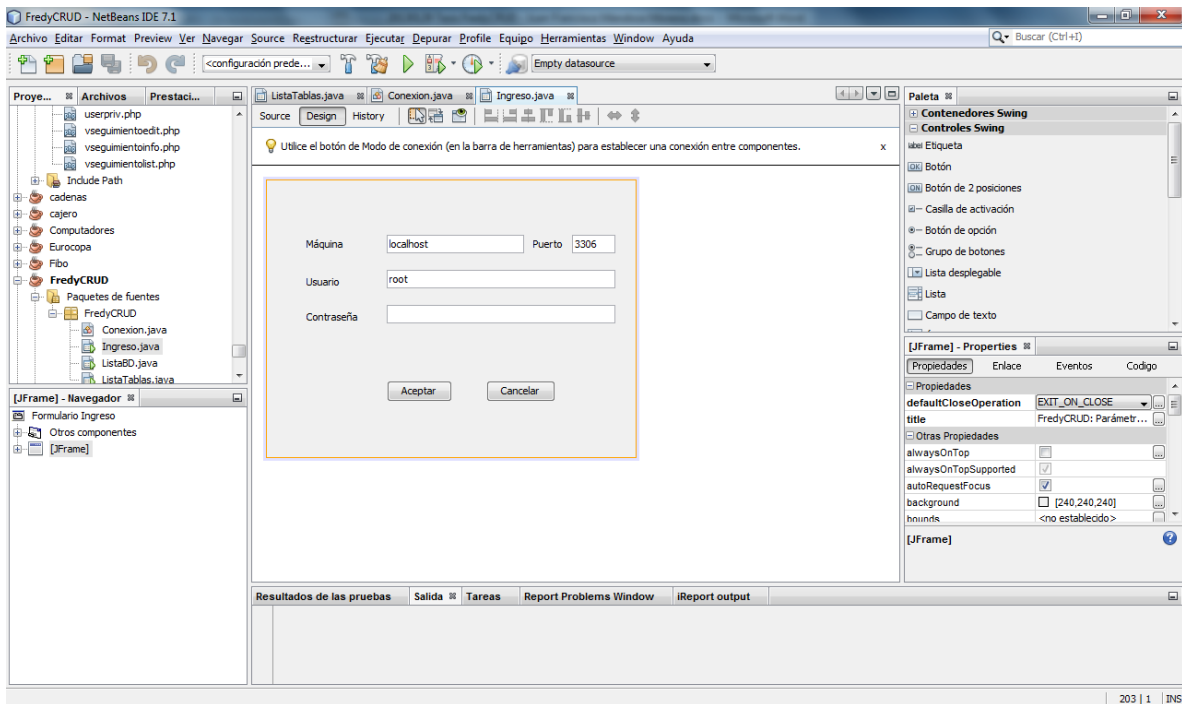 FredyCRUD - NetBeans IDE 7.1
Archivo Editar Format Preview Ver Navegar Source Reestructurar Ejecutar Depurar Profile Equipo Herramientas Window Ayuda
Buscar (Ctrl+I)
<configuración prede...
Empty datasource
Proye...
Archivos
Prestaci...
userpriv.php
vseguimientoedit.php
vseguimientoinfo.php
vseguimientolist.php
Include Path
cadenas
cajero
Computadores
Eurocopa
Fibo
FredyCRUD
Paquetes de fuentes
FredyCRUD
Conexion.java
Ingreso.java
ListaBD.java
ListaTablas.java
[JFrame] - Navegador
Formulario Ingreso
Otros componentes
[JFrame]
ListaTablas.java
Conexion.java
Ingreso.java
Source Design History
Utilice el botón de Modo de conexión (en la barra de herramientas) para establecer una conexión entre componentes.
x
Máquina localhost Puerto 3306
Usuario root
Contraseña
Aceptar Cancelar
Resultados de las pruebas
Salida
Tareas
Report Problems Window
iReport output
Paleta
Contenedores Swing
Controles Swing
label Etiqueta
OK Botón
ON Botón de 2 posiciones
Casilla de activación
Botón de opción
Grupo de botones
Lista desplegable
Lista
Campo de texto
[JFrame] - Properties
Propiedades Enlace Eventos Codigo
Propiedades
defaultCloseOperation EXIT_ON_CLOSE
title FredyCRUD: Parámetr...
Otras Propiedades
alwaysOnTop
alwaysOnTopSupported
autoRequestFocus
background [240,240,240]
bounds <no establecido>
[JFrame]
203 | 1 INS